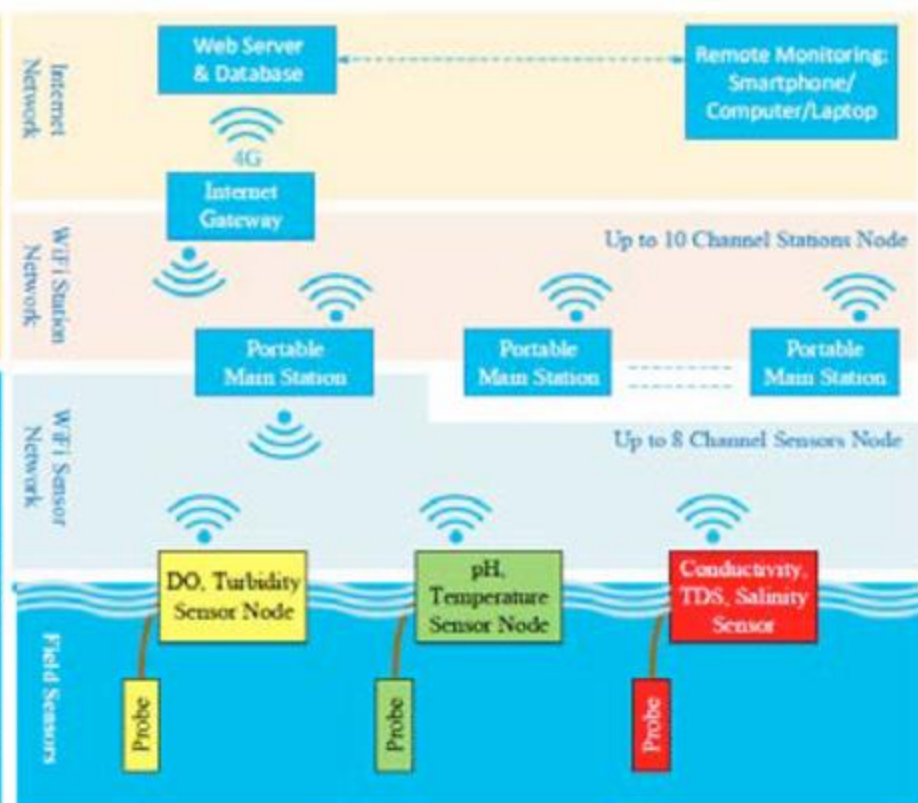 Internet
Network
Web Server
& Database
Remote Monitoring:
Smartphone/
Computer/Laptop
4G
Internet
Gateway
WiFi Station
Network
Up to 10 Channel Stations Node
Portable
Main Station
Portable
Main Station
Portable
Main Station
WiFi Sensor
Network
Up to 8 Channel Sensors Node
DO, Turbidity
Sensor Node
pH,
Temperature
Sensor Node
Conductivity,
TDS, Salinity
Sensor
Field Sensors
Probe
Probe
Probe